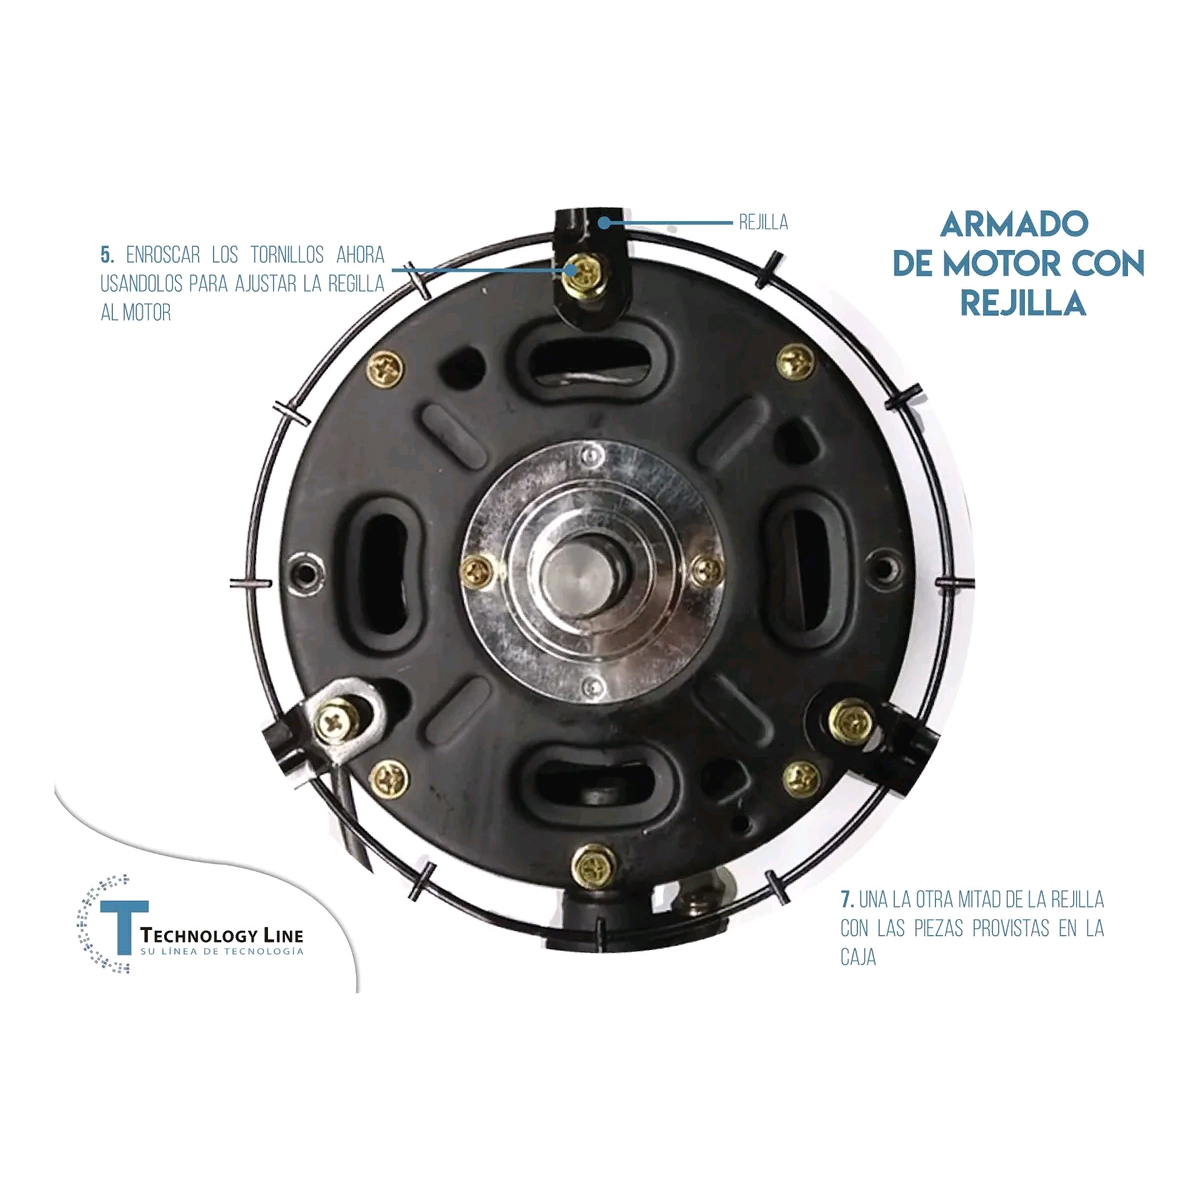 REJILLA
ARMADO
DE MOTOR CON
REJILLA
5. ENROSCAR LOS TORNILLOS AHORA
USANDOLOS PARA AJUSTAR LA REGILLA
AL MOTOR
7. UNA LA OTRA MITAD DE LA REJILLA
CON LAS PIEZAS PROVISTAS EN LA
CAJA
TECHNOLOGY LINE
SU LÍNEA DE TECNOLOGÍA